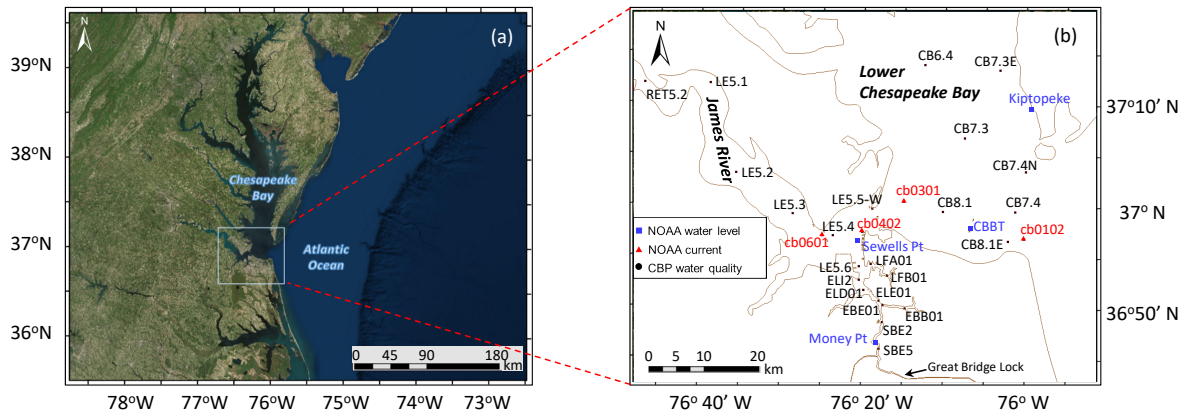 N
(a)
39°N
38°N
37°N
36°N
Chesapeake
Bay
Atlantic
Ocean
0 45 90 180
km
78°W 77°W 76°W 75°W 74°W 73°W
N
(b)
CB6.4
CB7.3E
Lower
Chesapeake Bay
RET5.2
LE5.1
Kiptopeke
37°10' N
James River
CB7.3
LE5.2
CB7.4N
LE5.5-W
cb0301
LE5.3
CB8.1
CB7.4
37° N
cb0402
CBBT
cb0102
LE5.4
cb0601
CB8.1E
Sewells Pt
NOAA water level
NOAA current
CBP water quality
LFA01
LE5.6
LFB01
ELI2
ELD01
ELE01
EBE01
EBB01
36°50' N
SBE2
Money Pt
SBE5
Great Bridge Lock
0 10 20
km
76° 40' W 76°20' W 76° W